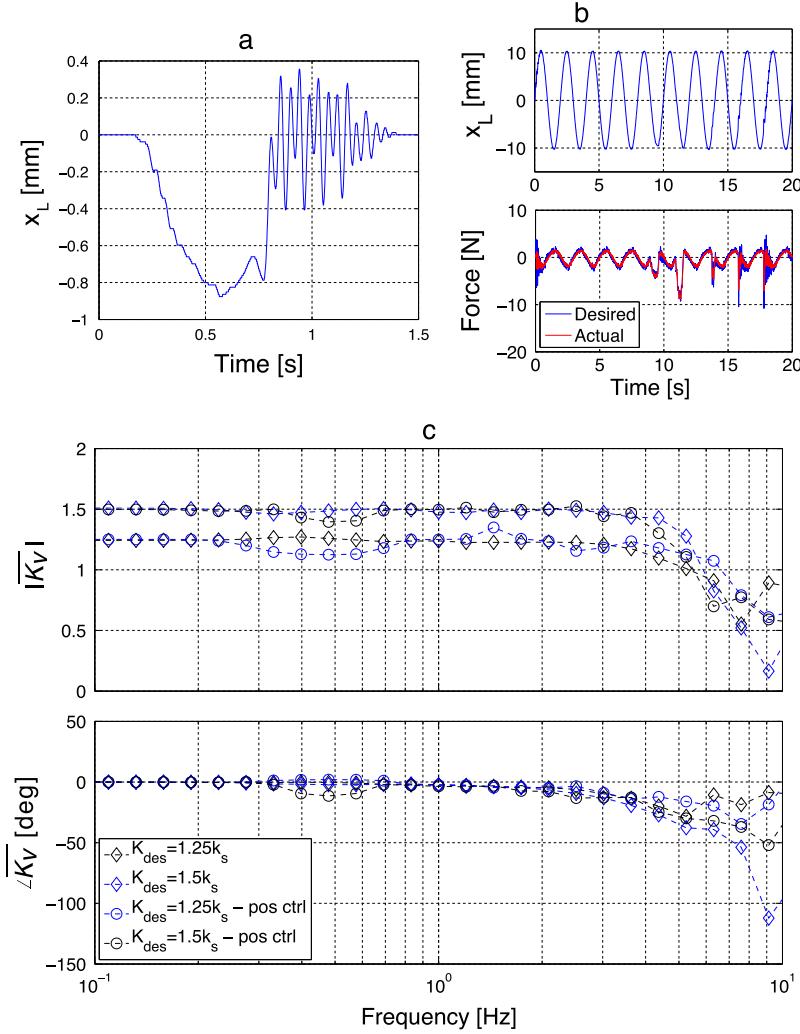 a
0.4
0.2
0
−0.2
−0.4
−0.6
−0.8
−1
x_L [mm]
0 0.5 1 1.5
Time [s]
b
10
0
−10
x_L [mm]
0 5 10 15 20
10
0
−10
−20
Force [N]
Desired
Actual
0 5 10 15 20
Time [s]
c
2
1.5
1
0.5
0
|K̅_V|
50
0
−50
−100
−150
∠K̅_V [deg]
K_des=1.25k_s
K_des=1.5k_s
K_des=1.25k_s − pos ctrl
K_des=1.5k_s − pos ctrl
10^−1 10^0 10^1
Frequency [Hz]